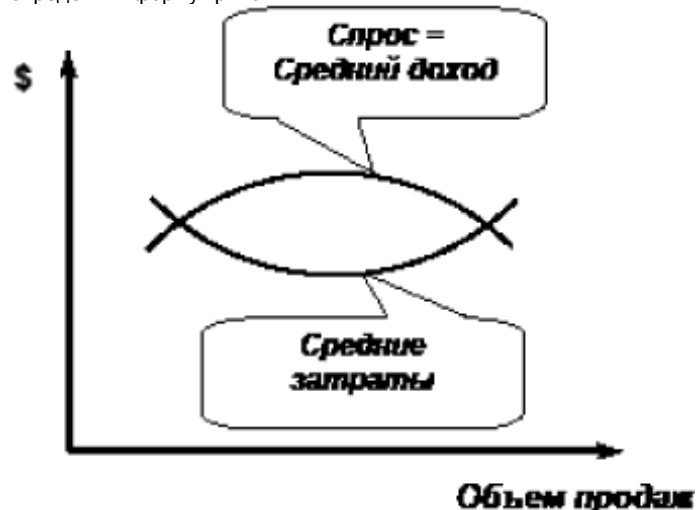 Спрос =
Средний доход
$
Средние
затраты
Объем продаж